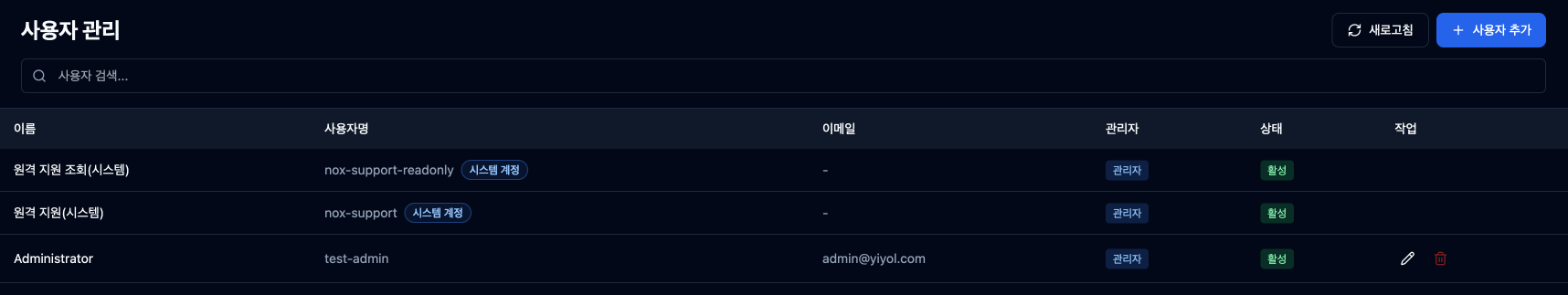 사용자 관리
새로고침
사용자 추가
사용자 검색...
이름 사용자명 이메일 관리자 상태 작업
원격 지원 조회(시스템) nox-support-readonly 시스템 계정 - 관리자 활성
원격 지원(시스템) nox-support 시스템 계정 - 관리자 활성
Administrator test-admin admin@yiyol.com 관리자 활성